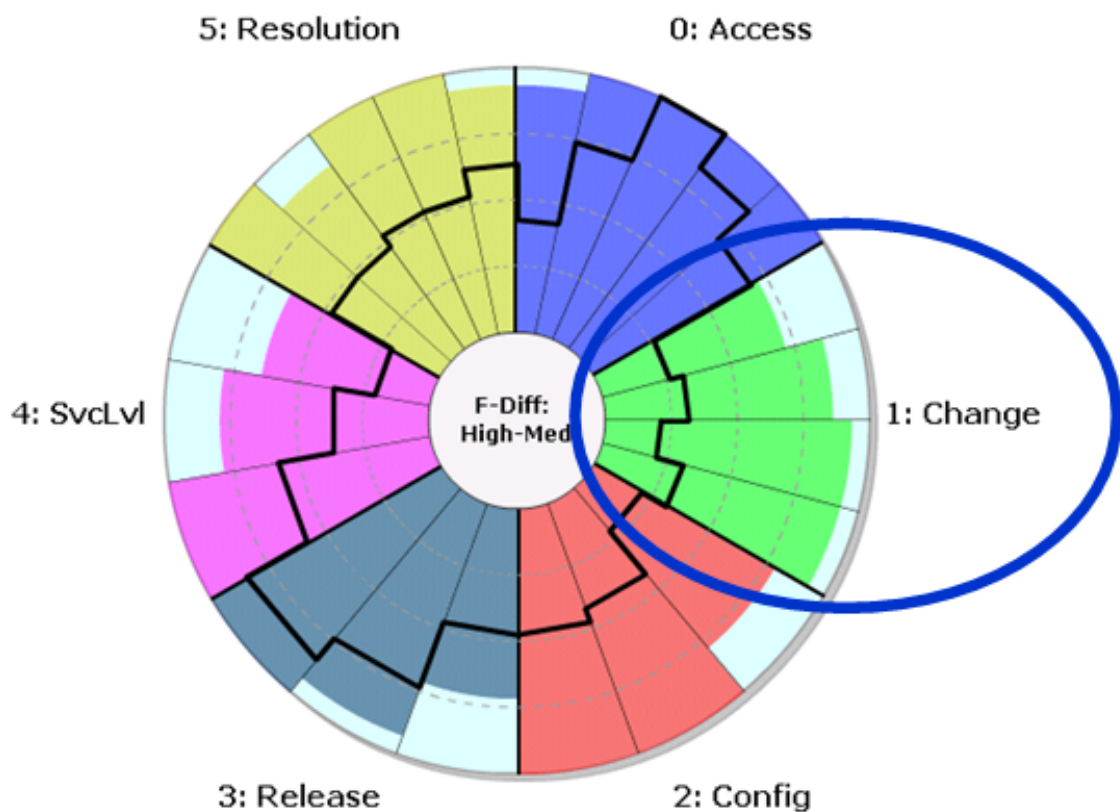 5: Resolution
0: Access
4: SvcLvl
F-Diff:
High-Med
1: Change
3: Release
2: Config